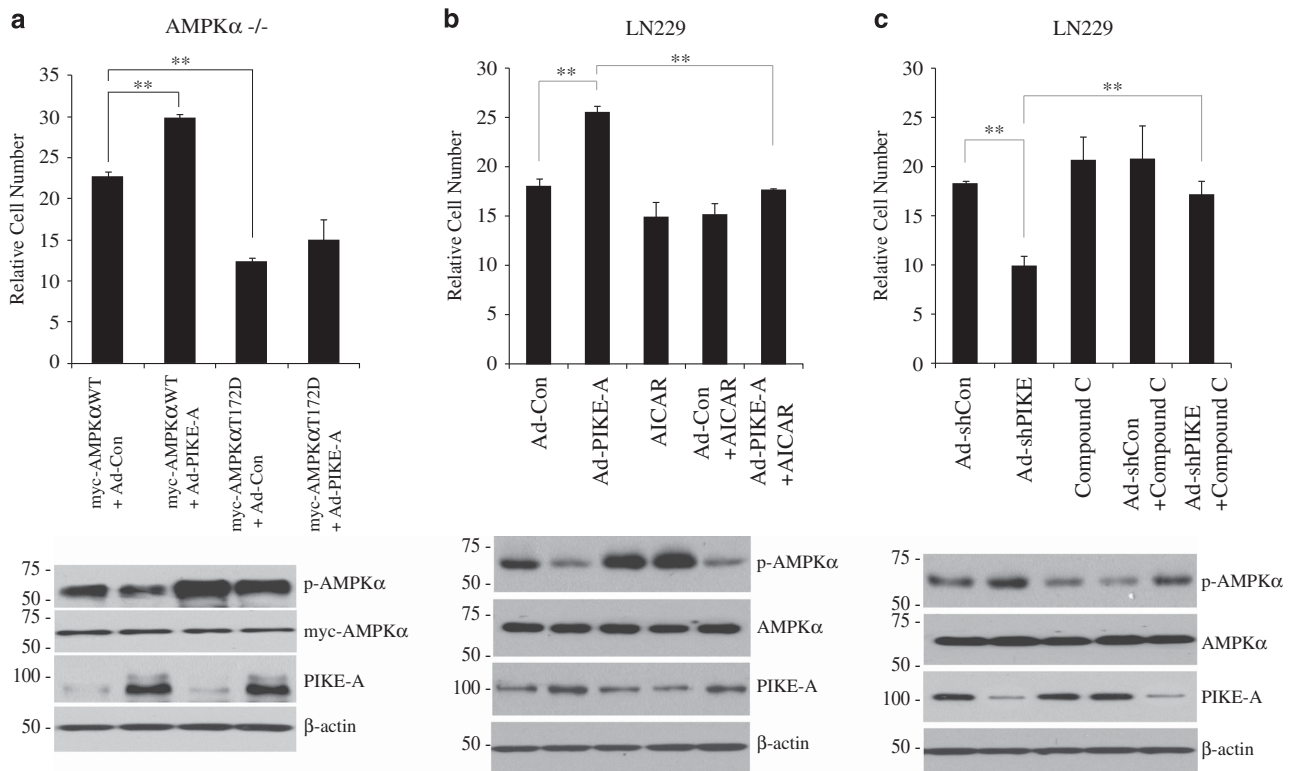 a
AMPKα -/-
**
**
35
30
25
20
15
10
5
0
Relative Cell Number
myc-AMPKαWT
+ Ad-Con
myc-AMPKαWT
+ Ad-PIKE-A
myc-AMPKαT172D
+ Ad-Con
myc-AMPKαT172D
+ Ad-PIKE-A
75 -
50 -
p-AMPKα
75 -
50 -
myc-AMPKα
100 -
PIKE-A
50 -
β-actin
b
LN229
**
**
30
25
20
15
10
5
0
Relative Cell Number
Ad-Con
Ad-PIKE-A
AICAR
Ad-Con
+AICAR
Ad-PIKE-A
+AICAR
75 -
50 -
p-AMPKα
75 -
50 -
AMPKα
100 -
PIKE-A
50 -
β-actin
c
LN229
**
**
30
25
20
15
10
5
0
Relative Cell Number
Ad-shCon
Ad-shPIKE
Compound C
Ad-shCon
+Compound C
Ad-shPIKE
+Compound C
75 -
50 -
p-AMPKα
75 -
50 -
AMPKα
100 -
PIKE-A
50 -
β-actin